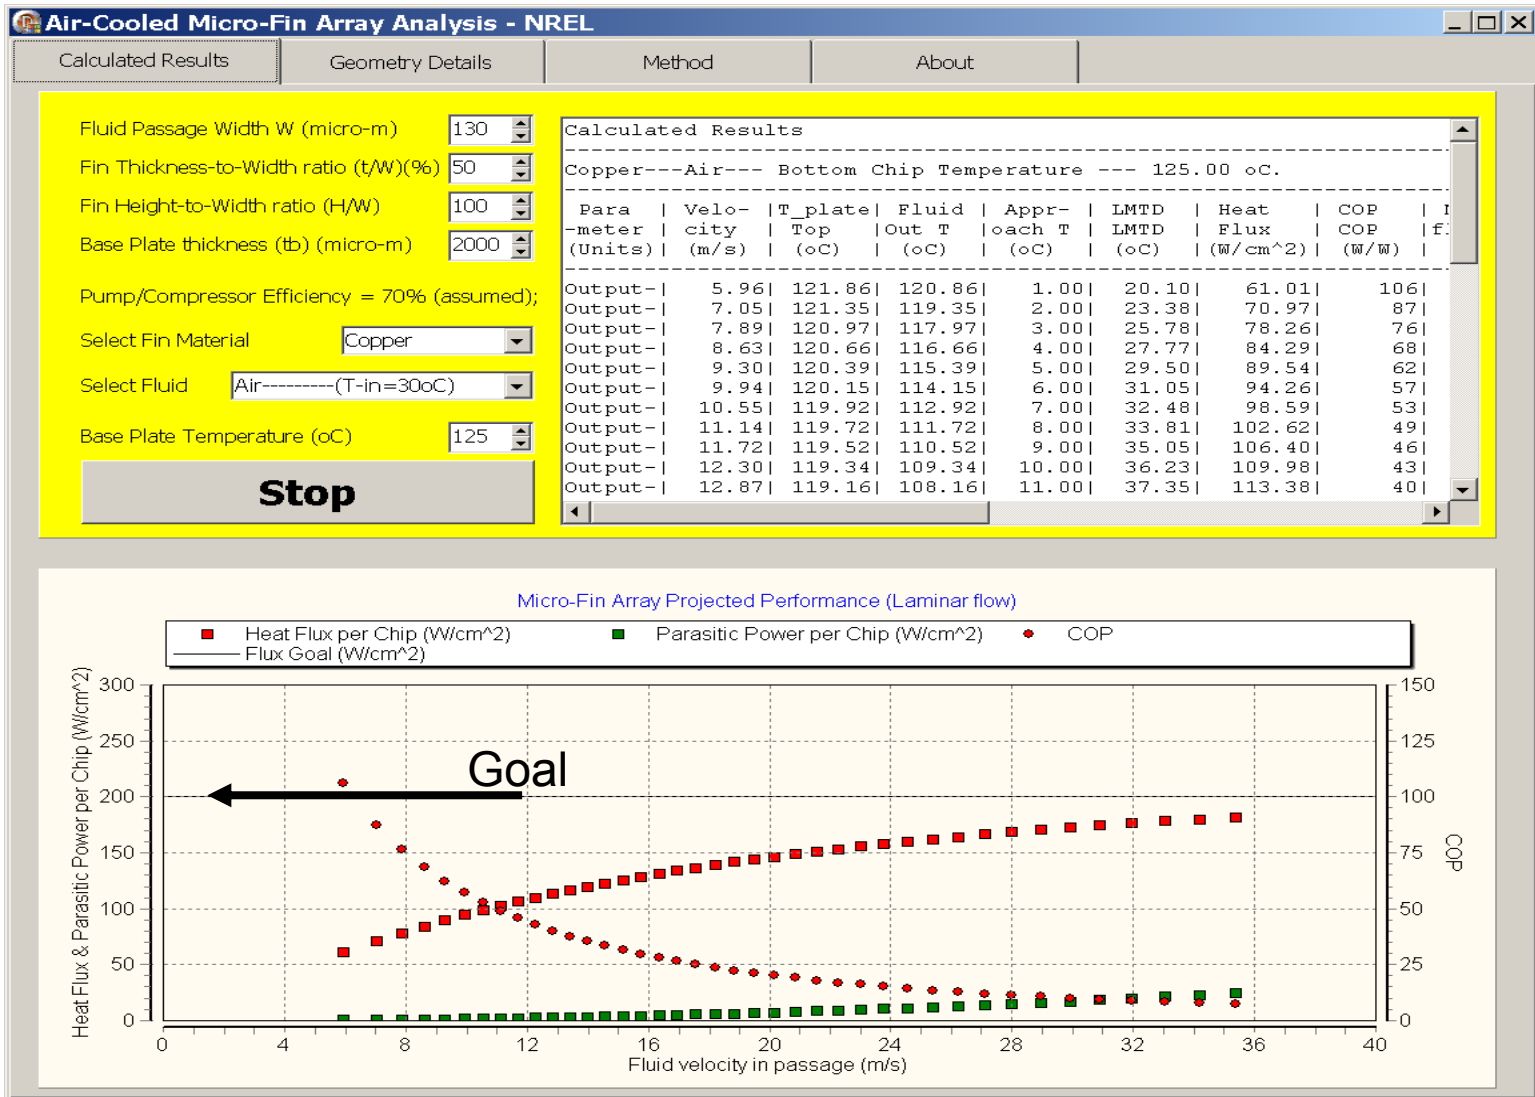 Air-Cooled Micro-Fin Array Analysis - NREL
Calculated Results Geometry Details Method About
Fluid Passage Width W (micro-m) 130
Fin Thickness-to-Width ratio (t/W)(%) 50
Fin Height-to-Width ratio (H/W) 100
Base Plate thickness (tb) (micro-m) 2000
Pump/Compressor Efficiency = 70% (assumed);
Select Fin Material Copper
Select Fluid Air---------(T-in=30oC)
Base Plate Temperature (oC) 125
Stop
Calculated Results
Copper---Air--- Bottom Chip Temperature --- 125.00 oC.
Para | Velo- |T_plate| Fluid | Appr- | LMTD | Heat | COP |
-meter | city | Top |Out T |oach T | LMTD | Flux | COP |f
(Units)| (m/s) | (oC) | (oC) | (oC) | (oC) | (W/cm^2)| (W/W) |
Output-| 5.96| 121.86| 120.86| 1.00| 20.10| 61.01| 106|
Output-| 7.05| 121.35| 119.35| 2.00| 23.38| 70.97| 87|
Output-| 7.89| 120.97| 117.97| 3.00| 25.78| 78.26| 76|
Output-| 8.63| 120.66| 116.66| 4.00| 27.77| 84.29| 68|
Output-| 9.30| 120.39| 115.39| 5.00| 29.50| 89.54| 62|
Output-| 9.94| 120.15| 114.15| 6.00| 31.05| 94.26| 57|
Output-| 10.55| 119.92| 112.92| 7.00| 32.48| 98.59| 53|
Output-| 11.14| 119.72| 111.72| 8.00| 33.81| 102.62| 49|
Output-| 11.72| 119.52| 110.52| 9.00| 35.05| 106.40| 46|
Output-| 12.30| 119.34| 109.34| 10.00| 36.23| 109.98| 43|
Output-| 12.87| 119.16| 108.16| 11.00| 37.35| 113.38| 40|
Micro-Fin Array Projected Performance (Laminar flow)
Heat Flux per Chip (W/cm^2) Parasitic Power per Chip (W/cm^2) COP
Flux Goal (W/cm^2)
Heat Flux & Parasitic Power per Chip (W/cm^2)
300 150
250 125
Goal
200 100
150 75
100 50
50 25
0 0
COP
0 4 8 12 16 20 24 28 32 36 40
Fluid velocity in passage (m/s)